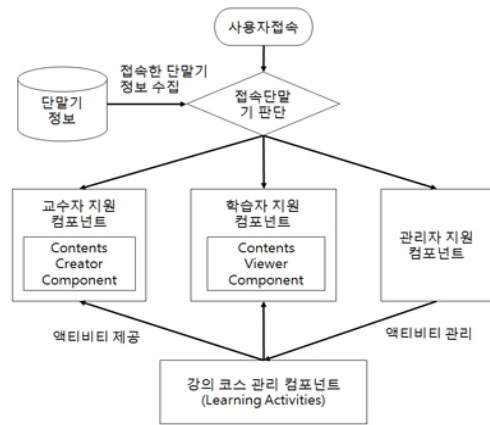 사용자접속
접속한 단말기
정보 수집
단말기
정보
접속단말
기 판단
교수자 지원
컴포넌트
Contents
Creator
Component
학습자 지원
컴포넌트
Contents
Viewer
Component
관리자 지원
컴포넌트
액티비티 제공
액티비티 관리
강의 코스 관리 컴포넌트
(Learning Activities)